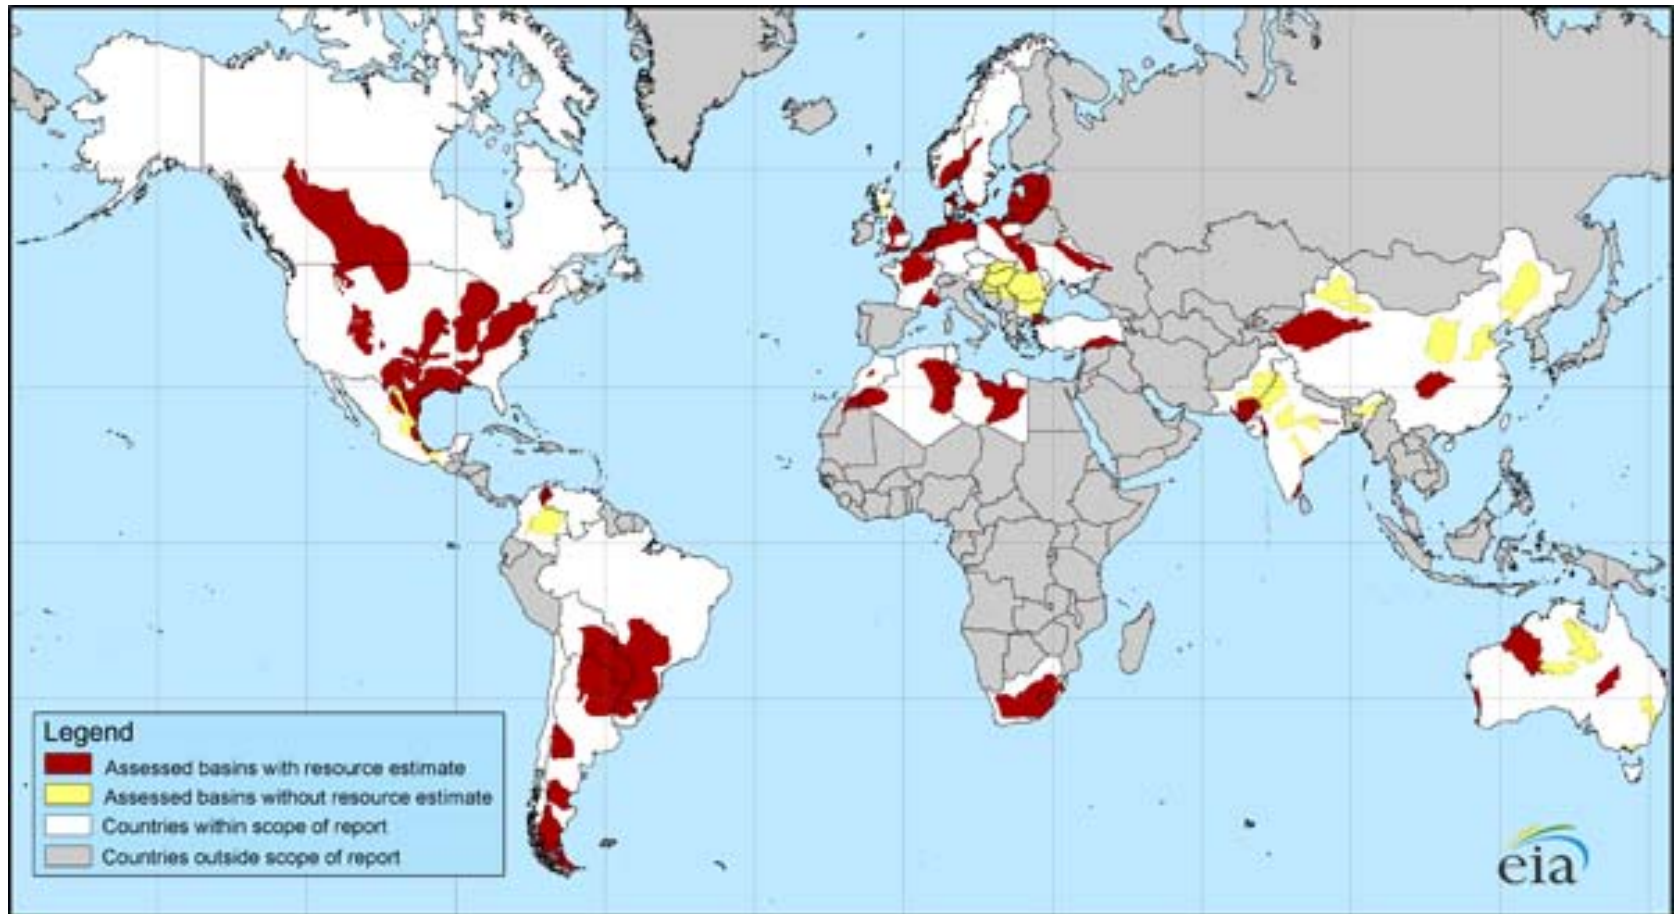 Legend
Assessed basins with resource estimate
Assessed basins without resource estimate
Countries within scope of report
Countries outside scope of report
eia